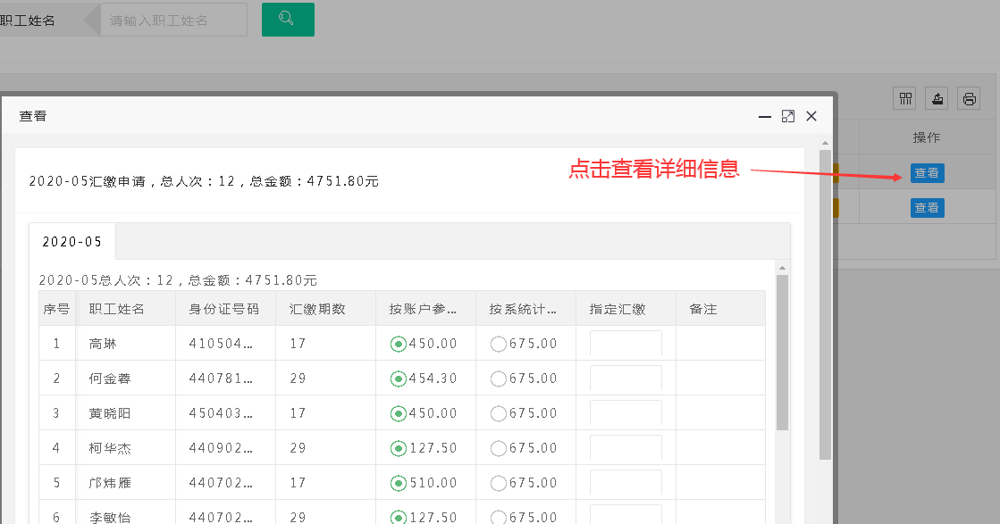 职工姓名 请输入职工姓名
查看
操作
点击查看详细信息
查看
查看
2020-05汇缴申请，总人次：12，总金额：4751.80元
2020-05
2020-05总人次：12，总金额：4751.80元
序号 职工姓名 身份证号码 汇缴期数 按账户参... 按系统计... 指定汇缴 备注
1 高琳 410504... 17 450.00 675.00
2 何金蓉 440781... 29 454.30 675.00
3 黄晓阳 450403... 17 450.00 675.00
4 柯华杰 440902... 29 127.50 675.00
5 邝炜雁 440702... 17 510.00 675.00
6 李敏怡 440702... 29 127.50 675.00